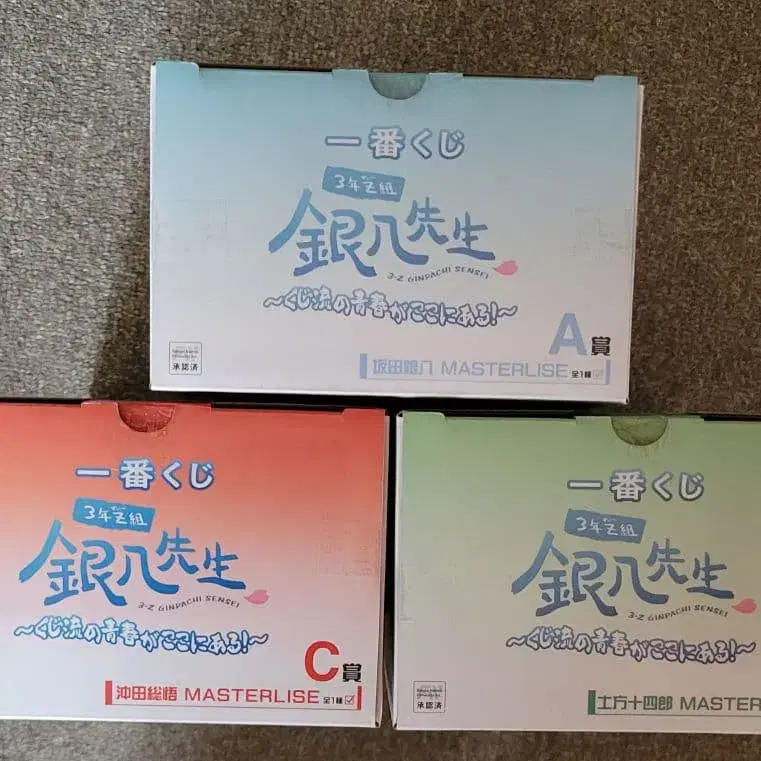 一番くじ
3年Z組
銀八先生
3-Z GINPACHI SENSEI
〜くじ流の青春がここにある!〜
A賞
坂田銀八 MASTERLISE 全1種
承認済
一番くじ
3年Z組
銀八先生
3-Z GINPACHI SENSEI
〜くじ流の青春がここにある!〜
C賞
沖田総悟 MASTERLISE 全1種
一番くじ
3年Z組
銀八先生
3-Z GINPACHI SENSEI
〜くじ流の青春がここにある!〜
土方十四郎 MASTER
承認済